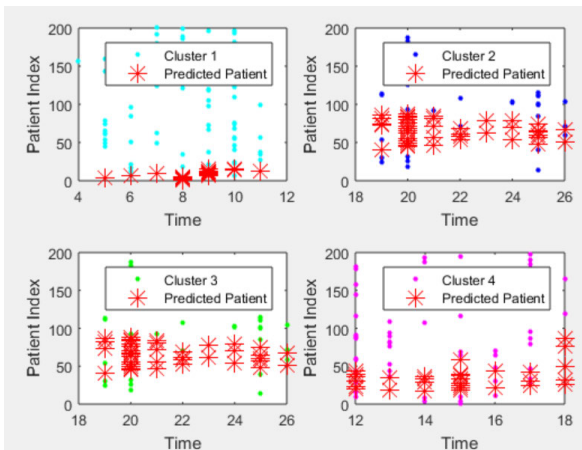 200
150
100
50
0
4 6 8 10 12
Patient Index
Time
Cluster 1
Predicted Patient
200
150
100
50
0
18 20 22 24 26
Patient Index
Time
Cluster 2
Predicted Patient
200
150
100
50
0
18 20 22 24 26
Patient Index
Time
Cluster 3
Predicted Patient
200
150
100
50
0
12 14 16 18
Patient Index
Time
Cluster 4
Predicted Patient